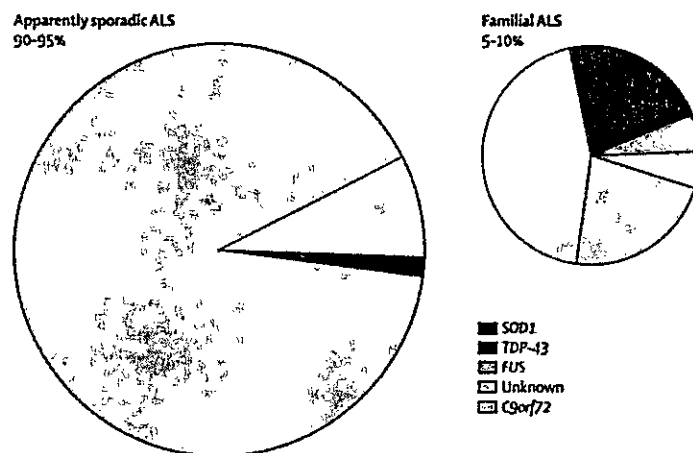 Apparently sporadic ALS
90-95%
Familial ALS
5-10%
SOD1
TDP-43
FUS
Unknown
C9orf72